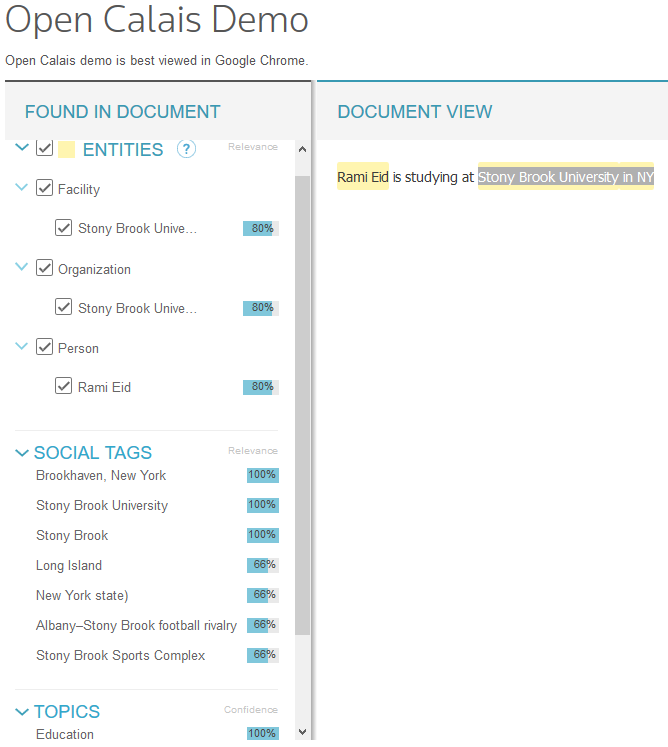 Open Calais Demo
Open Calais demo is best viewed in Google Chrome.
FOUND IN DOCUMENT
ENTITIES ? Relevance
Facility
Stony Brook Unive... 80%
Organization
Stony Brook Unive... 80%
Person
Rami Eid 80%
SOCIAL TAGS Relevance
Brookhaven, New York 100%
Stony Brook University 100%
Stony Brook 100%
Long Island 66%
New York state) 66%
Albany–Stony Brook football rivalry 66%
Stony Brook Sports Complex 66%
TOPICS Confidence
Education 100%
DOCUMENT VIEW
Rami Eid is studying at Stony Brook University in NY